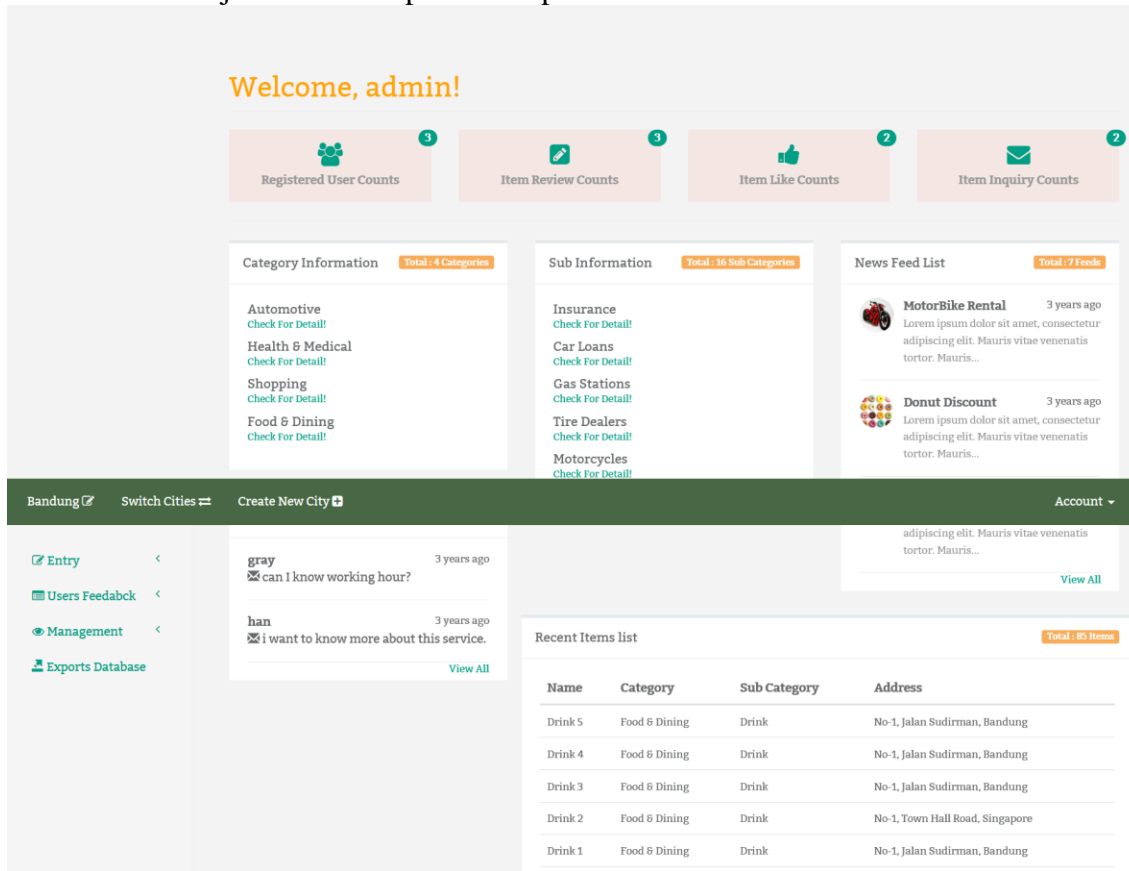 Welcome, admin!
3
Registered User Counts
3
Item Review Counts
2
Item Like Counts
2
Item Inquiry Counts
Category Information Total : 4 Categories
Automotive
Check For Detail!
Health & Medical
Check For Detail!
Shopping
Check For Detail!
Food & Dining
Check For Detail!
Sub Information Total : 16 Sub Categories
Insurance
Check For Detail!
Car Loans
Check For Detail!
Gas Stations
Check For Detail!
Tire Dealers
Check For Detail!
Motorcycles
Check For Detail!
News Feed List Total : 7 Feeds
MotorBike Rental 3 years ago
Lorem ipsum dolor sit amet, consectetur
adipiscing elit. Mauris vitae venenatis
tortor. Mauris...
Donut Discount 3 years ago
Lorem ipsum dolor sit amet, consectetur
adipiscing elit. Mauris vitae venenatis
tortor. Mauris...
Bandung Switch Cities Create New City Account
Entry
Users Feedabck
Management
Exports Database
gray 3 years ago
can I know working hour?
han 3 years ago
i want to know more about this service.
View All
adipiscing elit. Mauris vitae venenatis
tortor. Mauris...
View All
Recent Items list Total : 85 Items
Name Category Sub Category Address
Drink 5 Food & Dining Drink No-1, Jalan Sudirman, Bandung
Drink 4 Food & Dining Drink No-1, Jalan Sudirman, Bandung
Drink 3 Food & Dining Drink No-1, Jalan Sudirman, Bandung
Drink 2 Food & Dining Drink No-1, Town Hall Road, Singapore
Drink 1 Food & Dining Drink No-1, Jalan Sudirman, Bandung